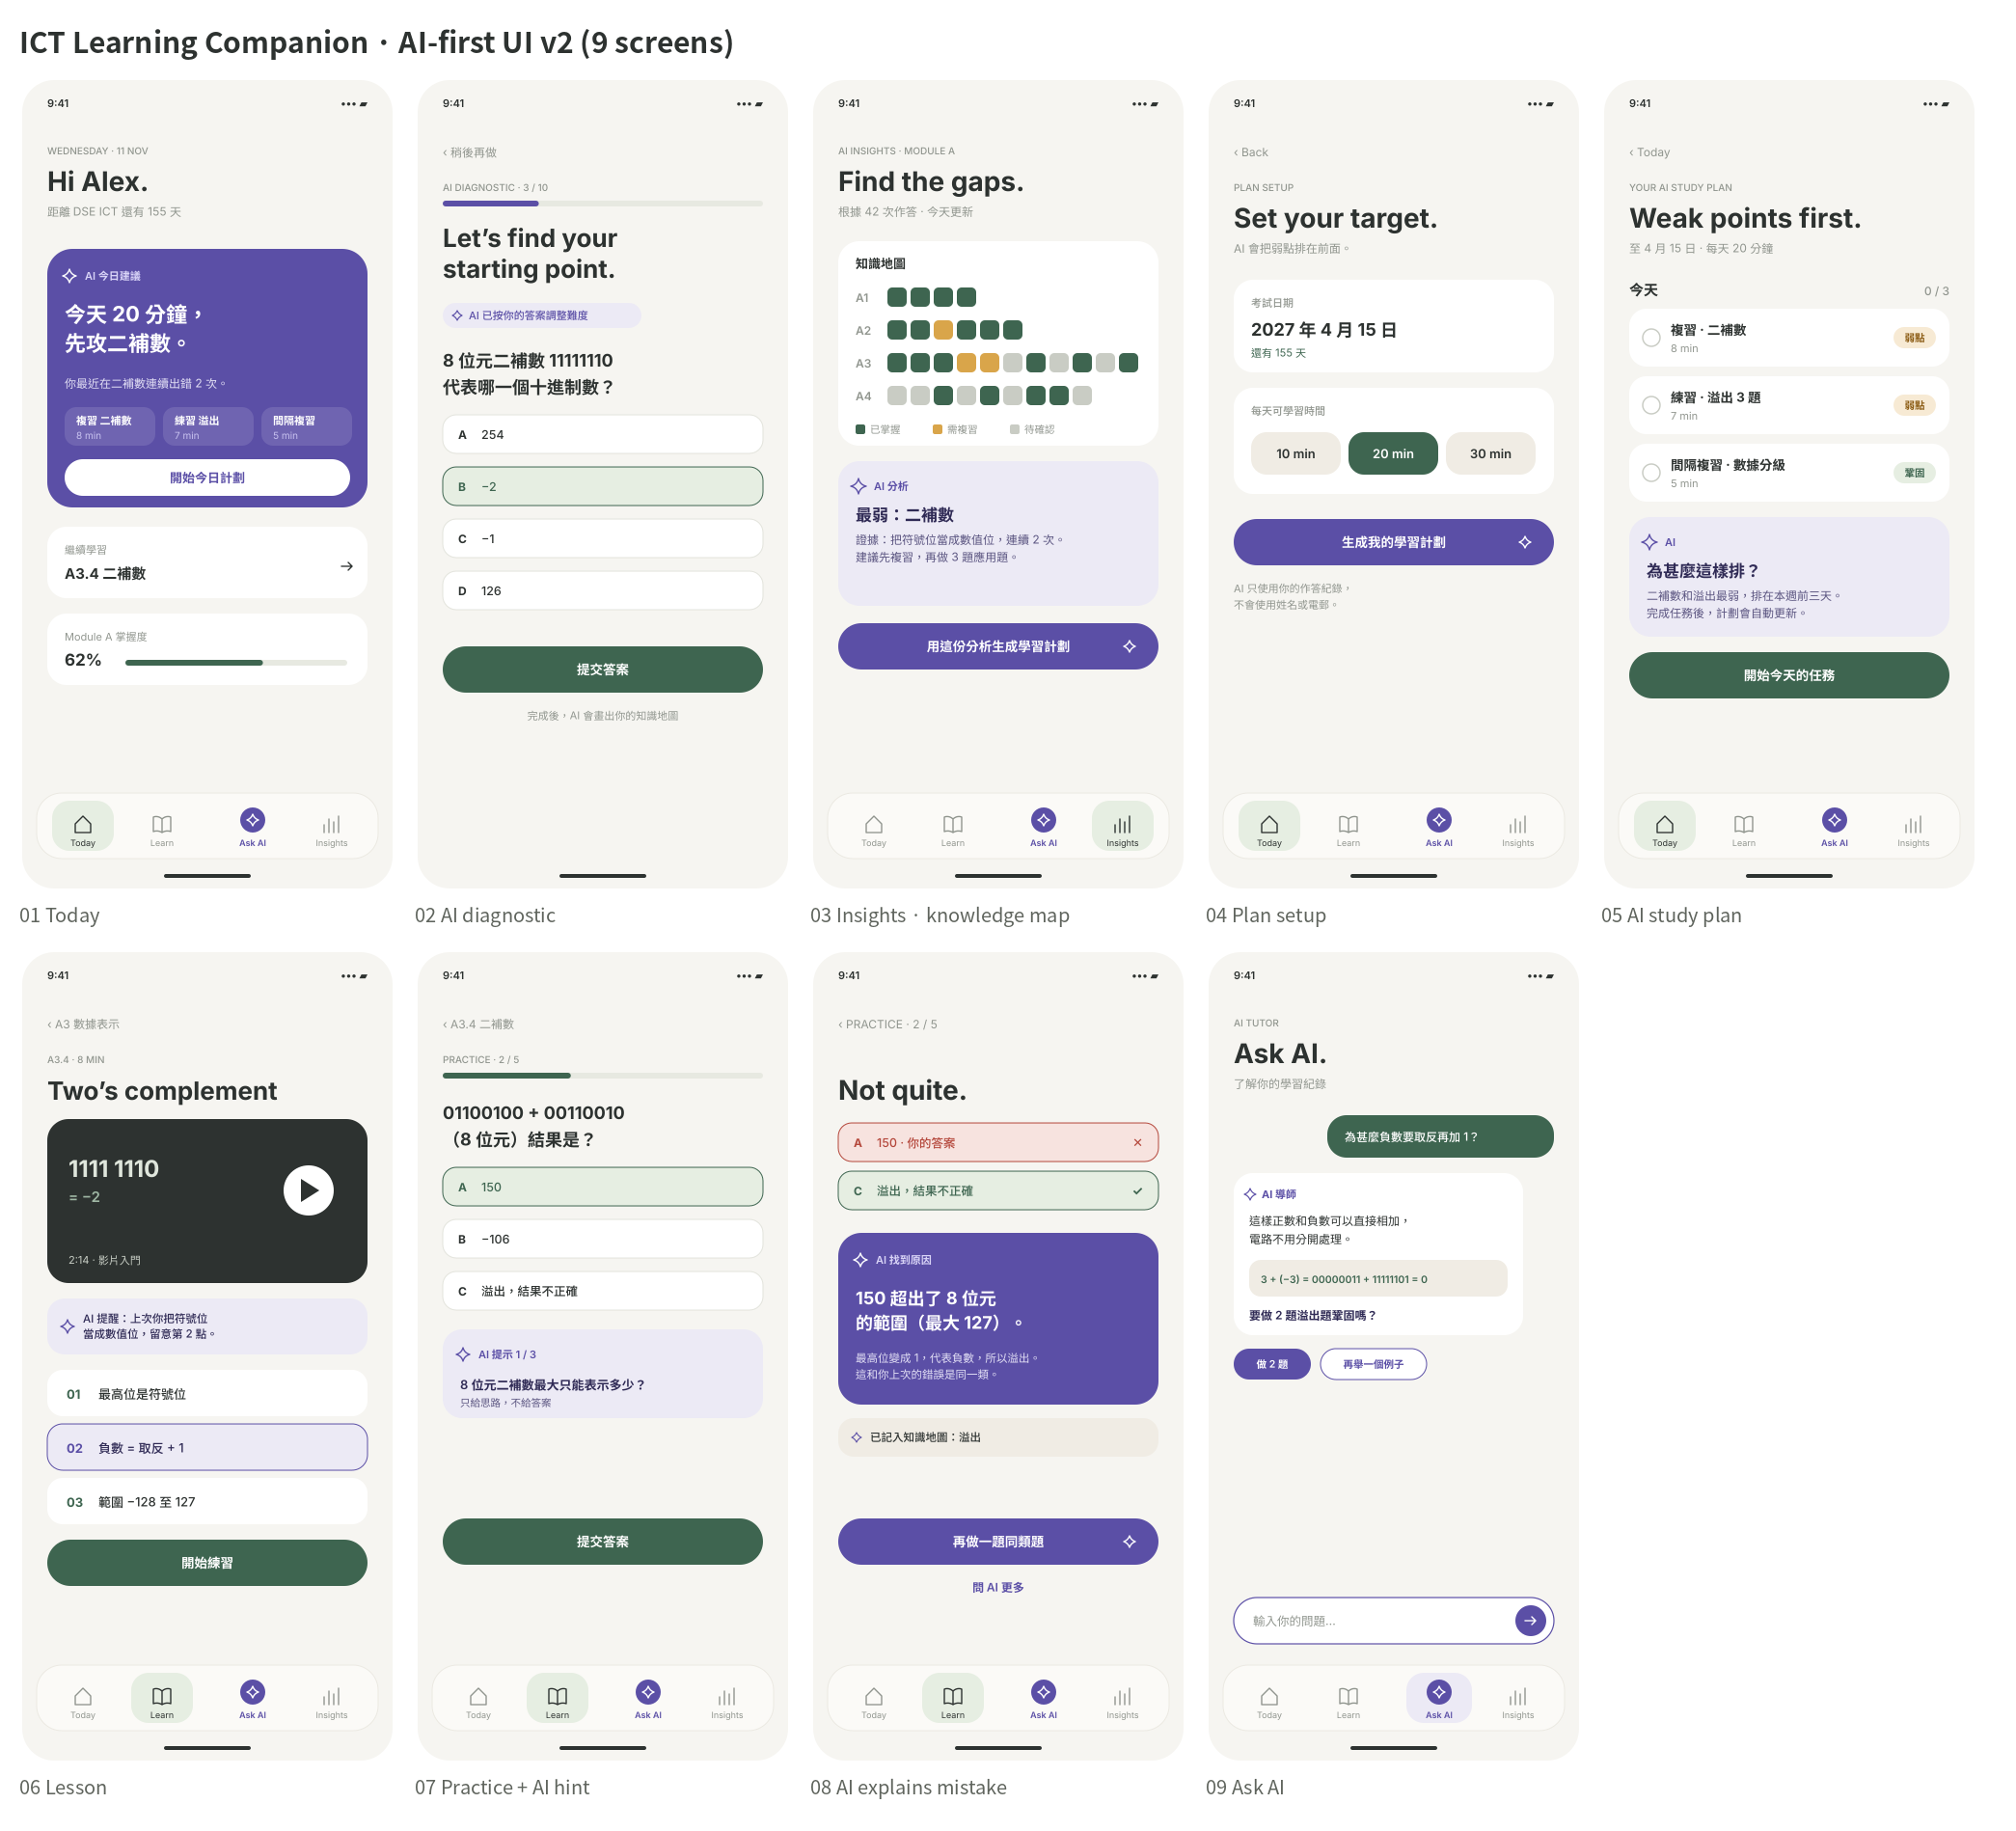 ICT Learning Companion · AI-first UI v2 (9 screens)
9:41
WEDNESDAY · 11 NOV
Hi Alex.
距離 DSE ICT 還有 155 天
AI 今日建議
今天 20 分鐘，
先攻二補數。
你最近在二補數連續出錯 2 次。
複習 二補數
8 min
練習 溢出
7 min
間隔複習
5 min
開始今日計劃
繼續學習
A3.4 二補數
→
Module A 掌握度
62%
Today
Learn
Ask AI
Insights
01 Today
9:41
‹ 稍後再做
AI DIAGNOSTIC · 3 / 10
Let’s find your
starting point.
AI 已按你的答案調整難度
8 位元二補數 11111110
代表哪一個十進制數？
A 254
B −2
C −1
D 126
提交答案
完成後，AI 會畫出你的知識地圖
02 AI diagnostic
9:41
AI INSIGHTS · MODULE A
Find the gaps.
根據 42 次作答 · 今天更新
知識地圖
A1
A2
A3
A4
已掌握
需複習
待確認
AI 分析
最弱：二補數
證據：把符號位當成數值位，連續 2 次。
建議先複習，再做 3 題應用題。
用這份分析生成學習計劃
Today
Learn
Ask AI
Insights
03 Insights · knowledge map
9:41
‹ Back
PLAN SETUP
Set your target.
AI 會把弱點排在前面。
考試日期
2027 年 4 月 15 日
還有 155 天
每天可學習時間
10 min
20 min
30 min
生成我的學習計劃
AI 只使用你的作答紀錄，
不會使用姓名或電郵。
Today
Learn
Ask AI
Insights
04 Plan setup
9:41
‹ Today
YOUR AI STUDY PLAN
Weak points first.
至 4 月 15 日 · 每天 20 分鐘
今天
0 / 3
複習 · 二補數
8 min
弱點
練習 · 溢出 3 題
7 min
弱點
間隔複習 · 數據分級
5 min
鞏固
AI
為甚麼這樣排？
二補數和溢出最弱，排在本週前三天。
完成任務後，計劃會自動更新。
開始今天的任務
Today
Learn
Ask AI
Insights
05 AI study plan
9:41
‹ A3 數據表示
A3.4 · 8 MIN
Two’s complement
1111 1110
= −2
2:14 · 影片入門
AI 提醒：上次你把符號位
當成數值位，留意第 2 點。
01 最高位是符號位
02 負數 = 取反 + 1
03 範圍 −128 至 127
開始練習
Today
Learn
Ask AI
Insights
06 Lesson
9:41
‹ A3.4 二補數
PRACTICE · 2 / 5
01100100 + 00110010
（8 位元）結果是？
A 150
B −106
C 溢出，結果不正確
AI 提示 1 / 3
8 位元二補數最大只能表示多少？
只給思路，不給答案
提交答案
Today
Learn
Ask AI
Insights
07 Practice + AI hint
9:41
‹ PRACTICE · 2 / 5
Not quite.
A 150 · 你的答案 ✕
C 溢出，結果不正確 ✓
AI 找到原因
150 超出了 8 位元
的範圍（最大 127）。
最高位變成 1，代表負數，所以溢出。
這和你上次的錯誤是同一類。
已記入知識地圖：溢出
再做一題同類題
問 AI 更多
Today
Learn
Ask AI
Insights
08 AI explains mistake
9:41
AI TUTOR
Ask AI.
了解你的學習紀錄
為甚麼負數要取反再加 1？
AI 導師
這樣正數和負數可以直接相加，
電路不用分開處理。
3 + (−3) = 00000011 + 11111101 = 0
要做 2 題溢出題鞏固嗎？
做 2 題
再舉一個例子
輸入你的問題...
→
Today
Learn
Ask AI
Insights
09 Ask AI